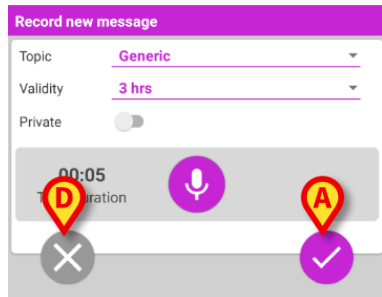 Record new message
Topic Generic
Validity 3 hrs
Private
00:05
D A